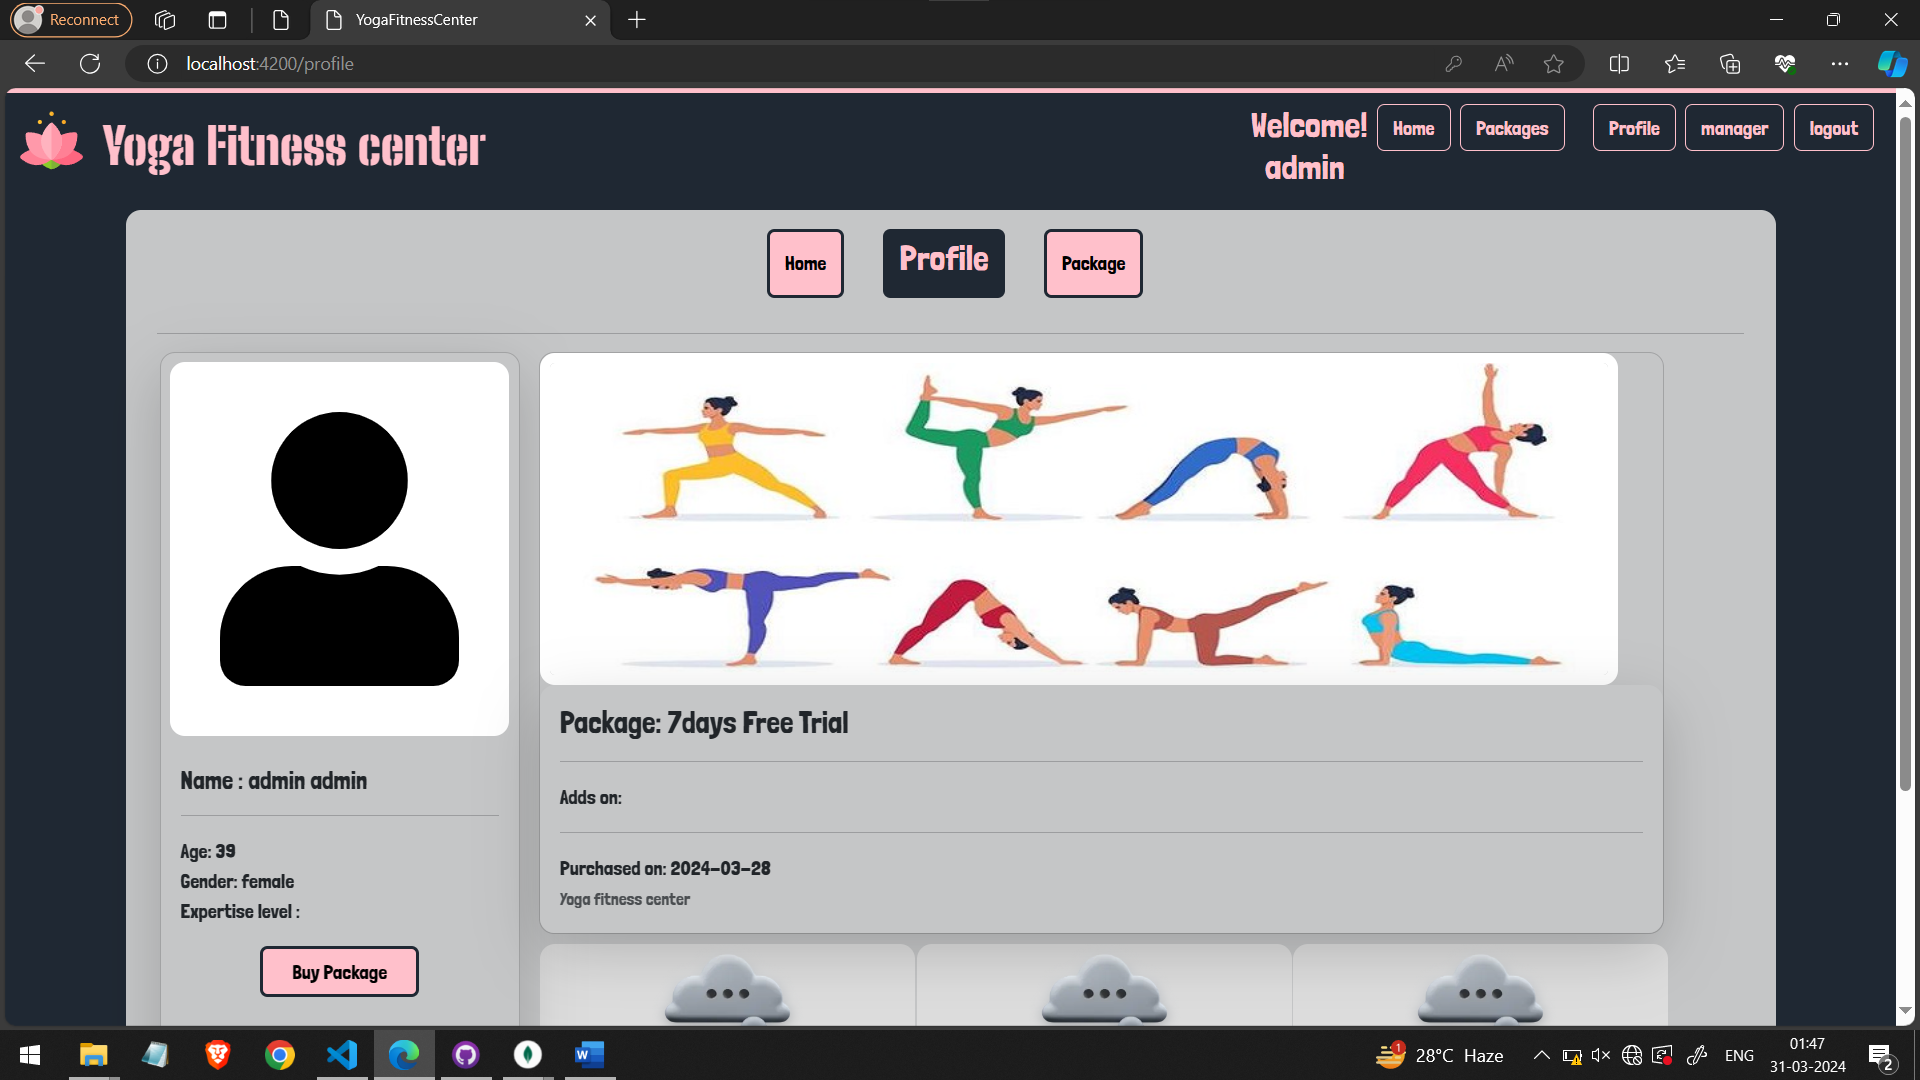 Reconnect
YogaFitnessCenter
localhost:4200/profile
Yoga Fitness center
Welcome! admin
Home
Packages
Profile
manager
logout
Home
Profile
Package
Name : admin admin
Age: 39
Gender: female
Expertise level :
Buy Package
Package: 7days Free Trial
Adds on:
Purchased on: 2024-03-28
Yoga fitness center
1
28°C Haze
ENG
01:47
31-03-2024
2